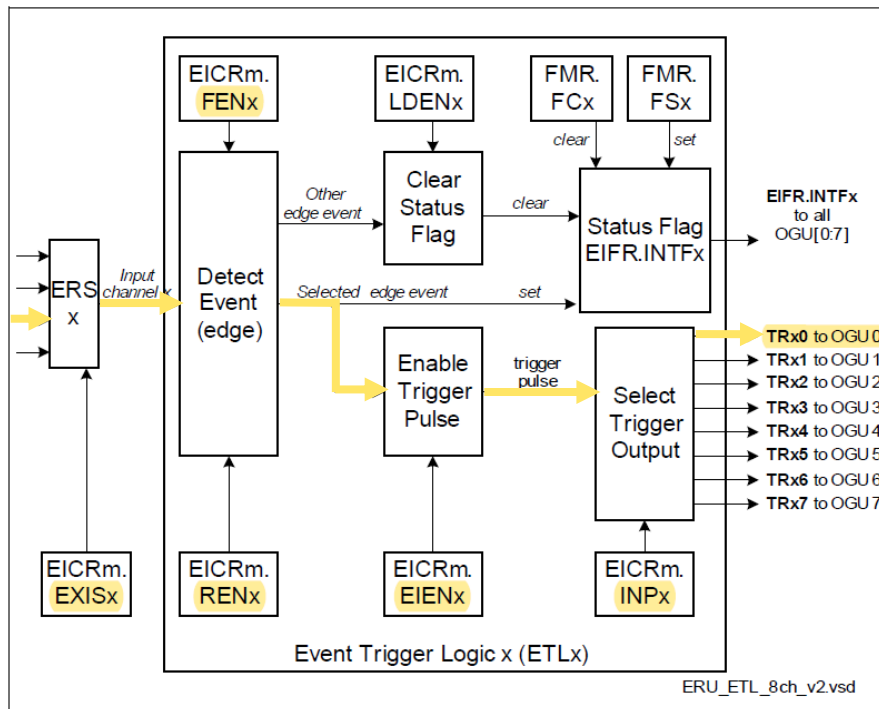 EICRm.
FENx
EICRm.
LDENx
FMR.
FCx
FMR.
FSx
clear
set
Other
edge event
Clear
Status
Flag
clear
Status Flag
EIFR.INTFx
EIFR.INTFx
to all
OGU[0:7]
ERS
x
Input
channel x
Detect
Event
(edge)
Selected edge event
set
Enable
Trigger
Pulse
trigger
pulse
Select
Trigger
Output
TRx0 to OGU 0
TRx1 to OGU 1
TRx2 to OGU 2
TRx3 to OGU 3
TRx4 to OGU 4
TRx5 to OGU 5
TRx6 to OGU 6
TRx7 to OGU 7
EICRm.
EXISx
EICRm.
RENx
EICRm.
EIENx
EICRm.
INPx
Event Trigger Logic x (ETLx)
ERU_ETL_8ch_v2.vsd